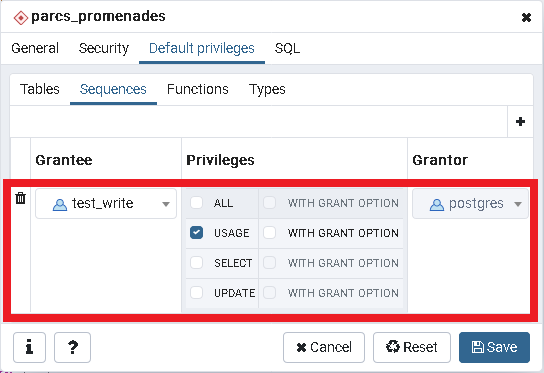 parcs_promenades
General Security Default privileges SQL
Tables Sequences Functions Types
Grantee Privileges Grantor
test_write ALL WITH GRANT OPTION postgres
USAGE WITH GRANT OPTION
SELECT WITH GRANT OPTION
UPDATE WITH GRANT OPTION
i ? Cancel Reset Save